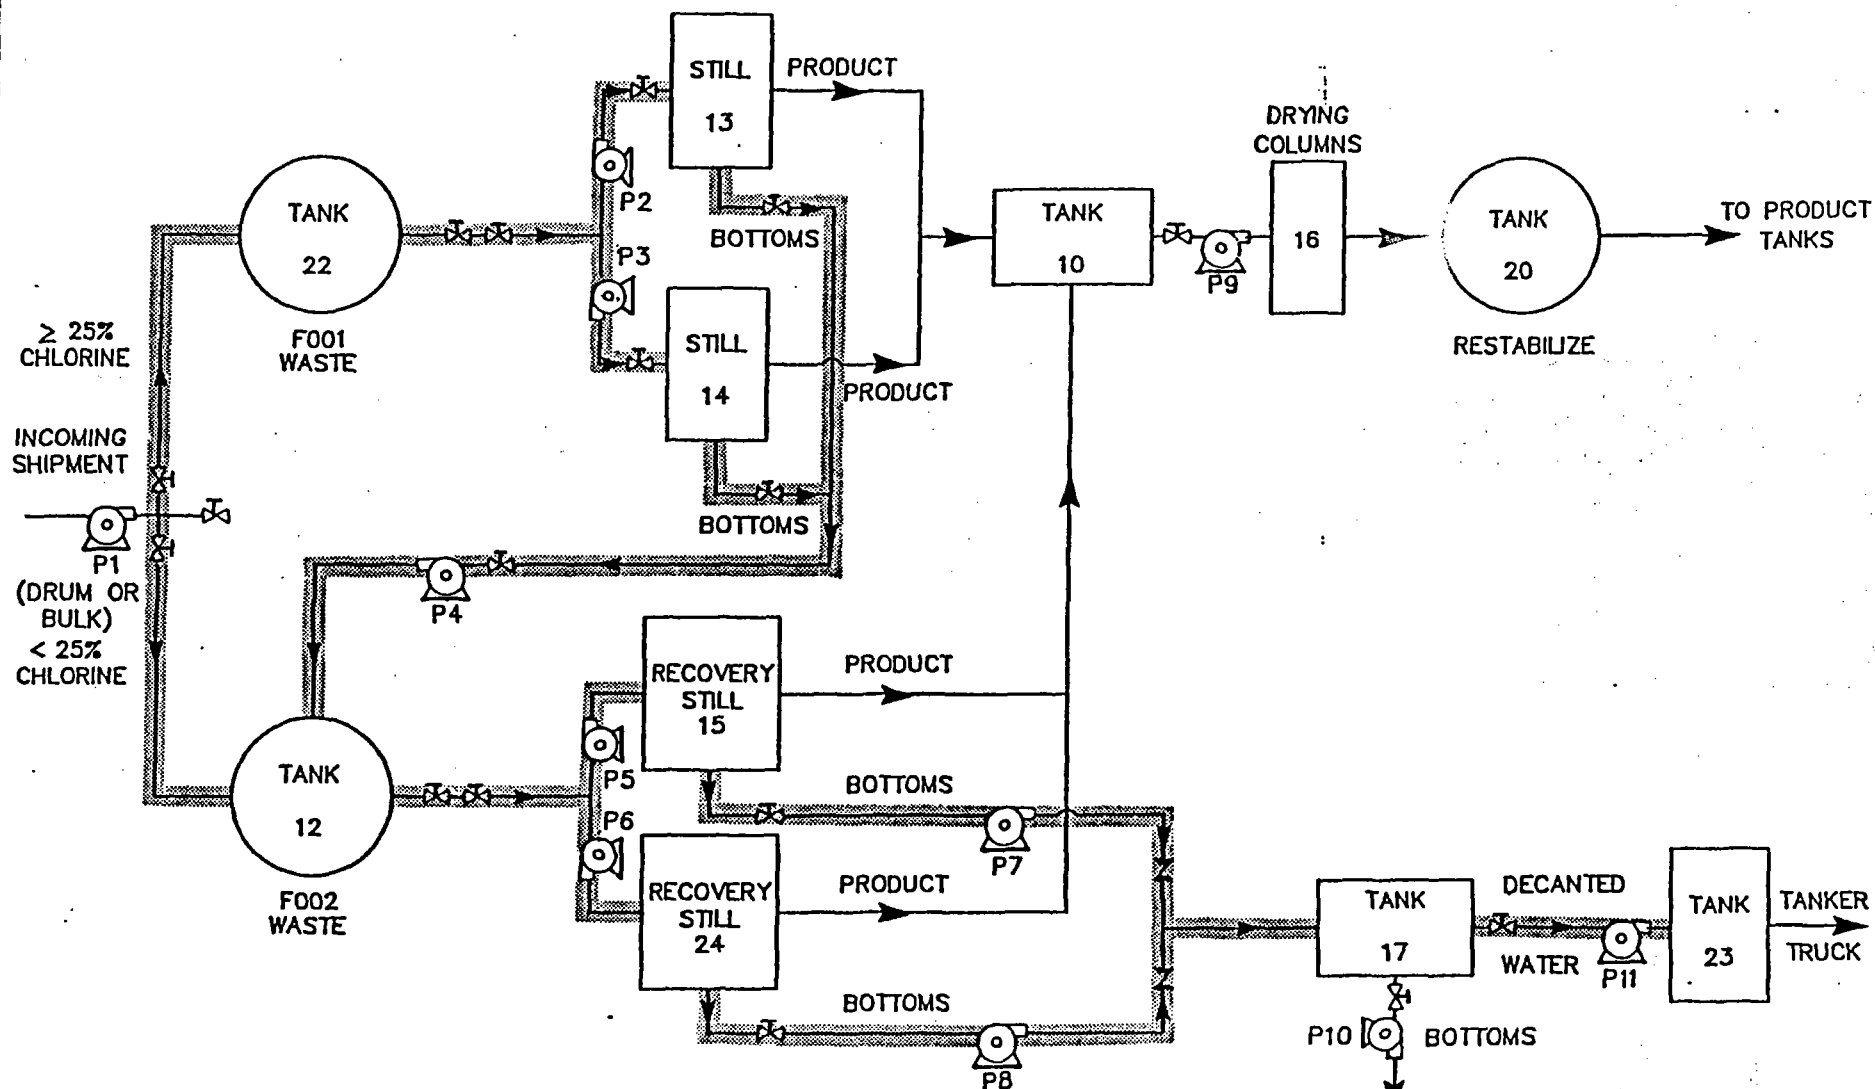 STILL
13
PRODUCT
DRYING
COLUMNS
TANK
22
P2
P3
BOTTOMS
TANK
10
P9
16
TANK
20
TO PRODUCT
TANKS
≥ 25%
CHLORINE
F001
WASTE
STILL
14
PRODUCT
RESTABILIZE
INCOMING
SHIPMENT
P1
(DRUM OR
BULK)
< 25%
CHLORINE
BOTTOMS
P4
RECOVERY
STILL
15
PRODUCT
TANK
12
P5
P6
BOTTOMS
P7
F002
WASTE
RECOVERY
STILL
24
PRODUCT
BOTTOMS
P8
TANK
17
DECANTED
WATER
P11
TANK
23
TANKER
TRUCK
P10
BOTTOMS